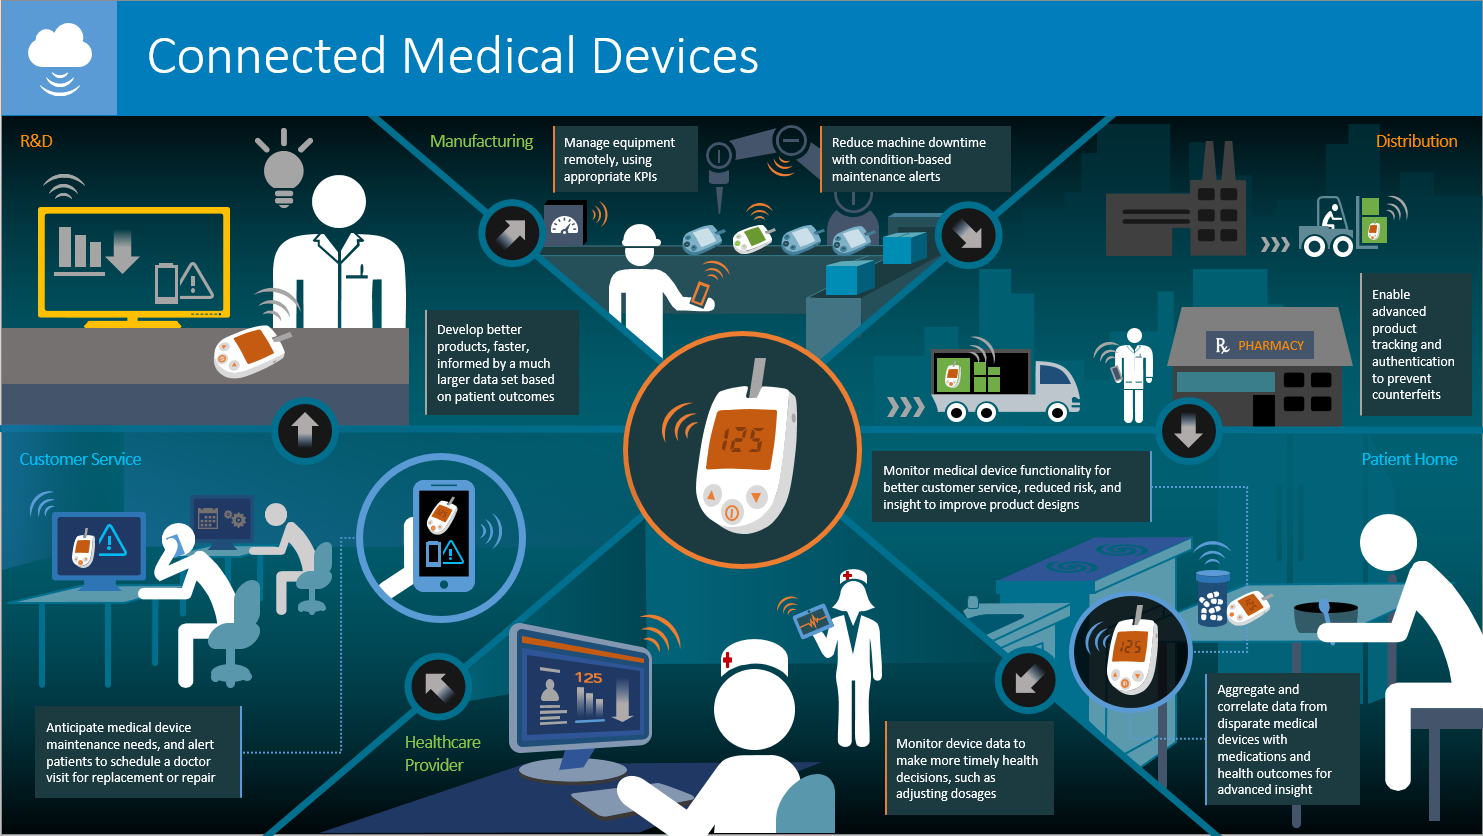 Connected Medical Devices
R&D
Develop better
products, faster,
informed by a much
larger data set based
on patient outcomes
Manufacturing
Manage equipment
remotely, using
appropriate KPIs
Reduce machine downtime
with condition-based
maintenance alerts
Distribution
Enable
advanced
product
tracking and
authentication
to prevent
counterfeits
Rx PHARMACY
125
Customer Service
Anticipate medical device
maintenance needs, and alert
patients to schedule a doctor
visit for replacement or repair
Healthcare
Provider
125
Monitor device data to
make more timely health
decisions, such as
adjusting dosages
Patient Home
Monitor medical device functionality for
better customer service, reduced risk, and
insight to improve product designs
125
Aggregate and
correlate data from
disparate medical
devices with
medications and
health outcomes for
advanced insight